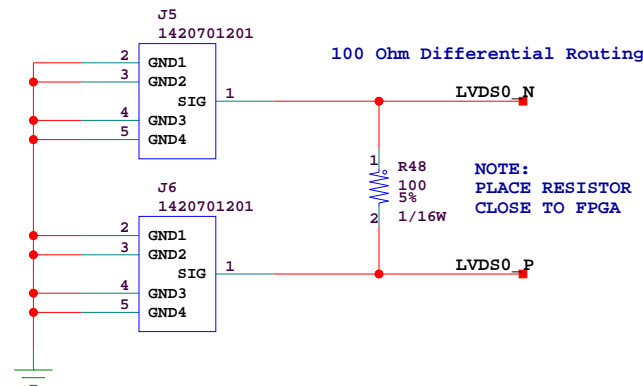 J5
1420701201
100 Ohm Differential Routing
2 GND1
3 GND2
SIG 1
LVDS0_N
4 GND3
5 GND4
1
R48
100
5%
1/16W
2
NOTE:
PLACE RESISTOR
CLOSE TO FPGA
J6
1420701201
2 GND1
3 GND2
SIG 1
LVDS0_P
4 GND3
5 GND4